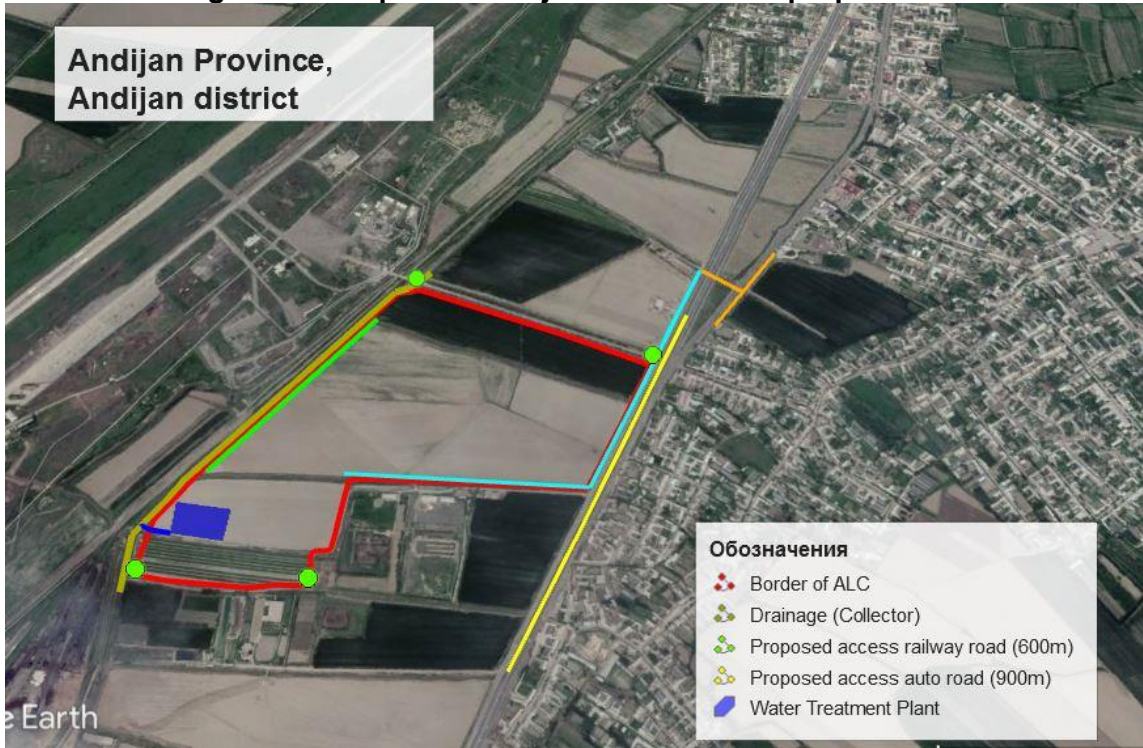 Andijan Province,
Andijan district
Обозначения
Border of ALC
Drainage (Collector)
Proposed access railway road (600m)
Proposed access auto road (900m)
Water Treatment Plant
Earth